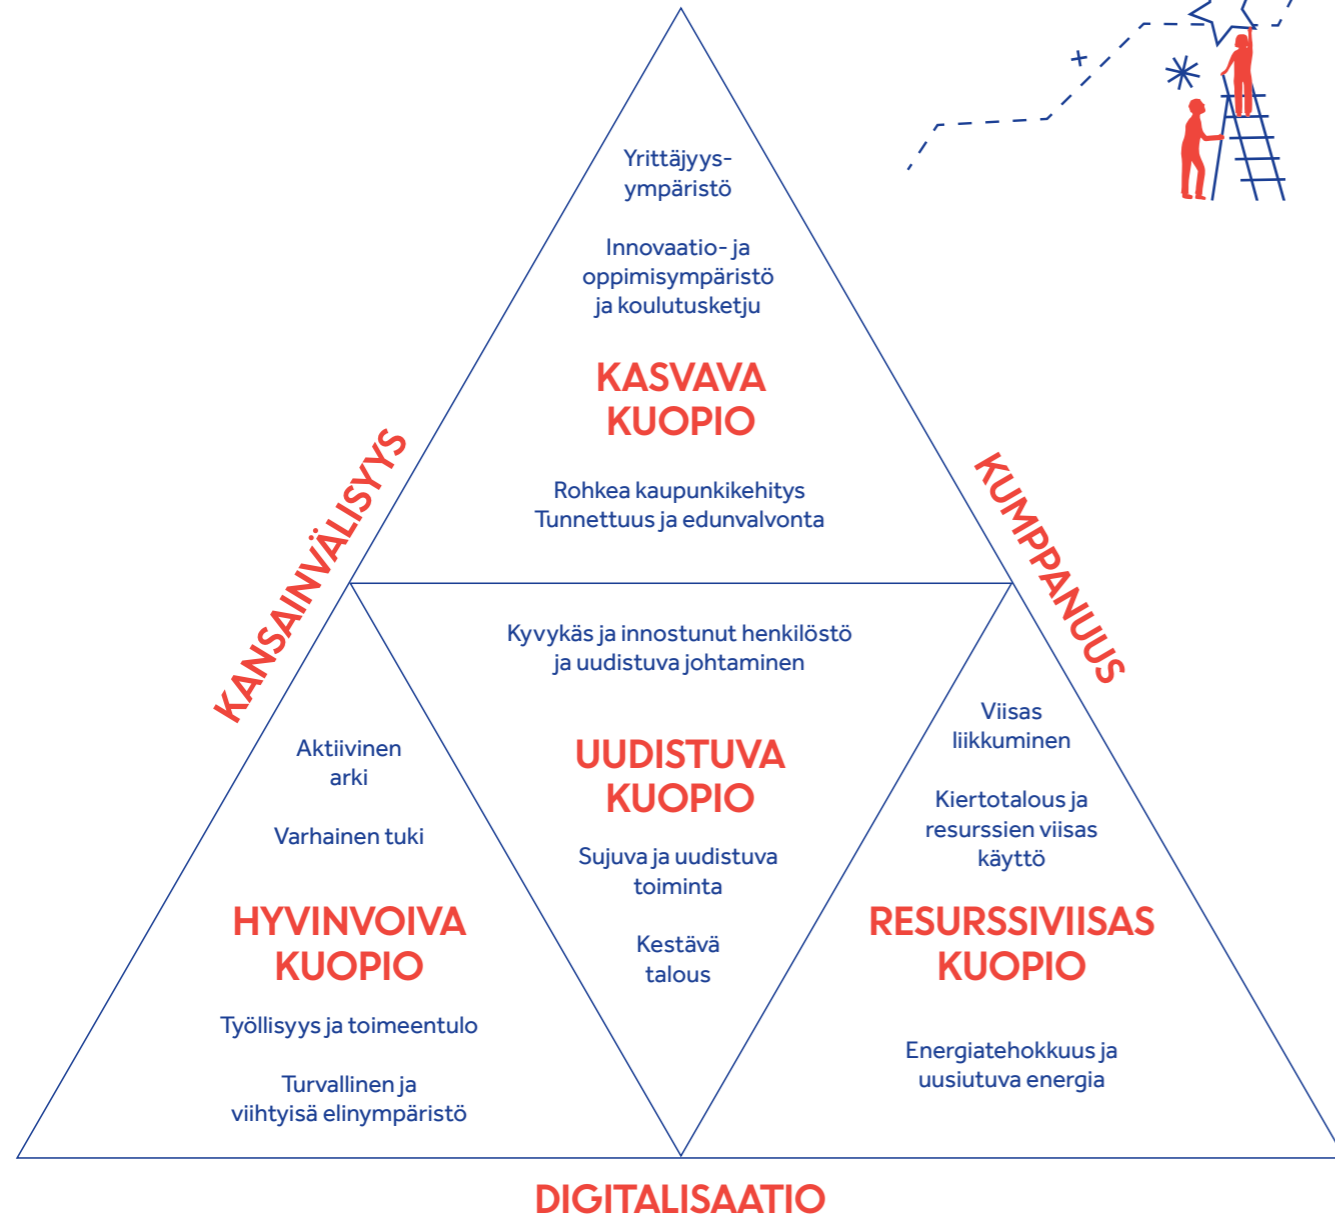 Yrittäjyys-
ympäristö
Innovaatio- ja
oppimisympäristö
ja koulutusketju
KASVAVA
KUOPIO
Rohkea kaupunkikehitys
Tunnettuus ja edunvalvonta
KANSAINVÄLISYYS
KUMPPANUUS
Kyvykäs ja innostunut henkilöstö
ja uudistuva johtaminen
UUDISTUVA
KUOPIO
Sujuva ja uudistuva
toiminta
Kestävä
talous
Aktiivinen
arki
Varhainen tuki
HYVINVOIVA
KUOPIO
Työllisyys ja toimeentulo
Turvallinen ja
viihtyisä elinympäristö
Viisas
liikkuminen
Kiertotalous ja
resurssien viisas
käyttö
RESURSSIVIISAS
KUOPIO
Energiatehokkuus ja
uusiutuva energia
DIGITALISAATIO